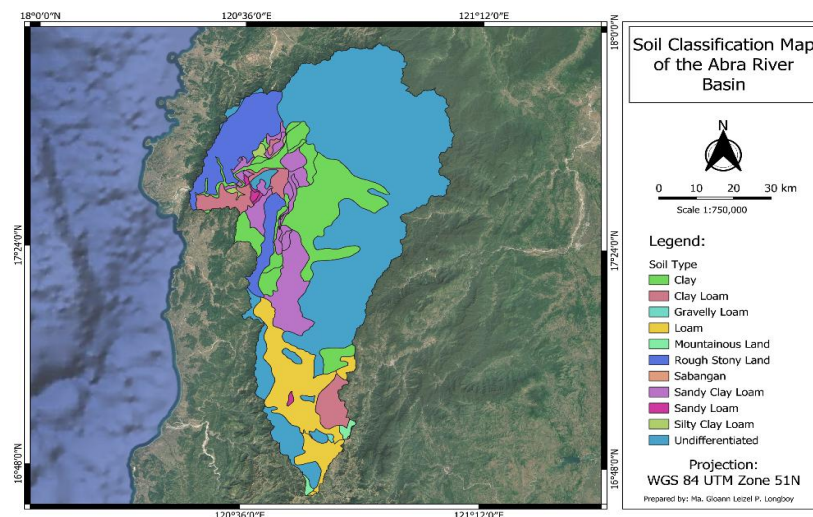 18°0'0"N
120°36'0"E
121°12'0"E
18°0'0"N
17°24'0"N
17°24'0"N
16°48'0"N
16°48'0"N
120°36'0"E
121°12'0"E
Soil Classification Map
of the Abra River
Basin
N
0 10 20 30 km
Scale 1:750,000
Legend:
Soil Type
Clay
Clay Loam
Gravelly Loam
Loam
Mountainous Land
Rough Stony Land
Sabangan
Sandy Clay Loam
Sandy Loam
Silty Clay Loam
Undifferentiated
Projection:
WGS 84 UTM Zone 51N
Prepared by: Ma. Gloann Leizel P. Longboy